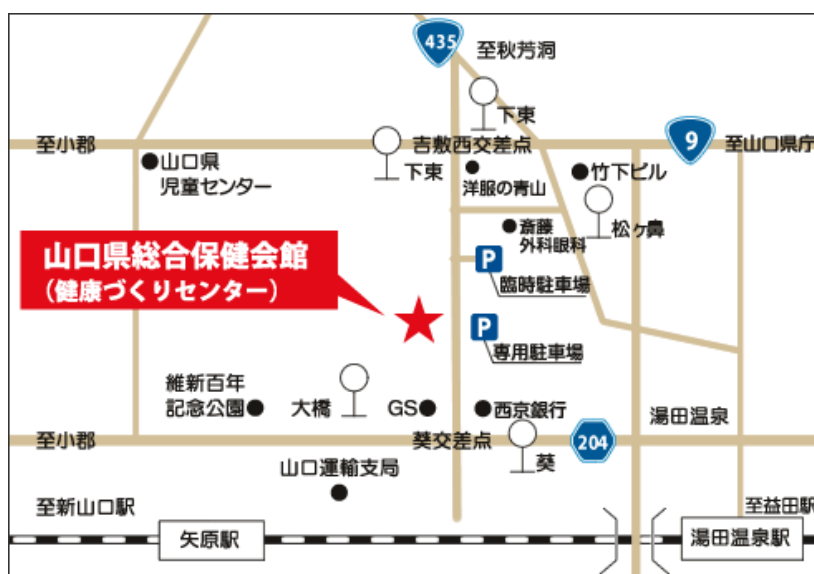 435
至秋芳洞
下東
至小郡
吉敷西交差点
9
至山口県庁
山口県
児童センター
下東
洋服の青山
竹下ビル
斎藤
外科眼科
松ヶ鼻
山口県総合保健会館
(健康づくりセンター)
P
臨時駐車場
P
専用駐車場
維新百年
記念公園
大橋
GS
西京銀行
湯田温泉
至小郡
葵交差点
204
葵
山口運輸支局
至新山口駅
至益田駅
矢原駅
湯田温泉駅